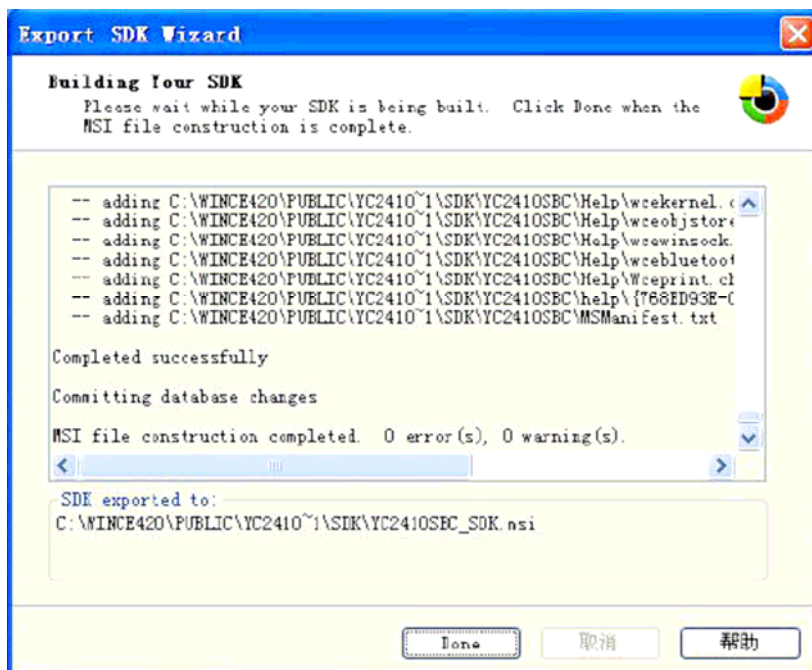 Export SDK Wizard
Building Your SDK
Please wait while your SDK is being built. Click Done when the
MSI file construction is complete.
-- adding C:\WINCE420\PUBLIC\YC2410~1\SDK\YC2410SBC\Help\wcekernel.c
-- adding C:\WINCE420\PUBLIC\YC2410~1\SDK\YC2410SBC\Help\wceobjstore
-- adding C:\WINCE420\PUBLIC\YC2410~1\SDK\YC2410SBC\Help\wcewinsock.
-- adding C:\WINCE420\PUBLIC\YC2410~1\SDK\YC2410SBC\Help\wcebluetoot
-- adding C:\WINCE420\PUBLIC\YC2410~1\SDK\YC2410SBC\Help\Wceprint.ch
-- adding C:\WINCE420\PUBLIC\YC2410~1\SDK\YC2410SBC\help\{768ED93E-0
-- adding C:\WINCE420\PUBLIC\YC2410~1\SDK\YC2410SBC\MSManifest.txt
Completed successfully
Committing database changes
MSI file construction completed. 0 error(s), 0 warning(s).
SDK exported to:
C:\WINCE420\PUBLIC\YC2410~1\SDK\YC2410SBC_SDK.msi
Done
取消
帮助